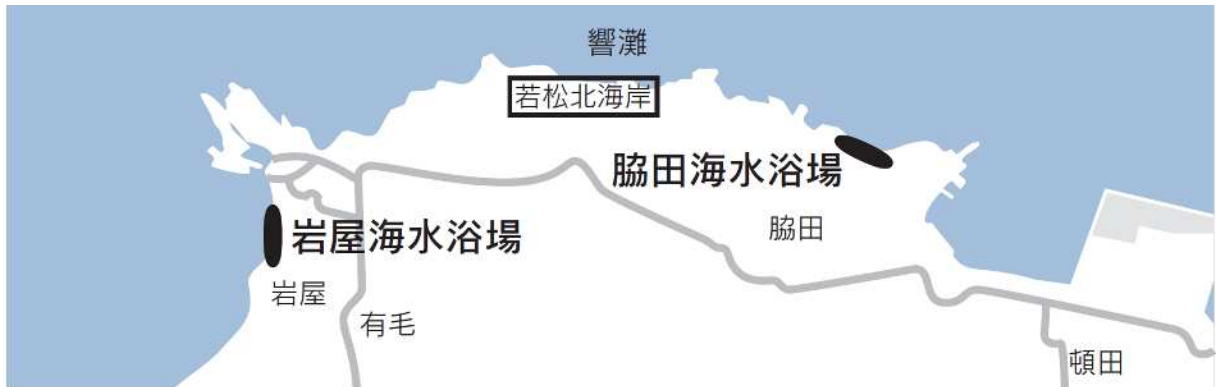 響灘
若松北海岸
脇田海水浴場
脇田
岩屋海水浴場
岩屋
有毛
頓田